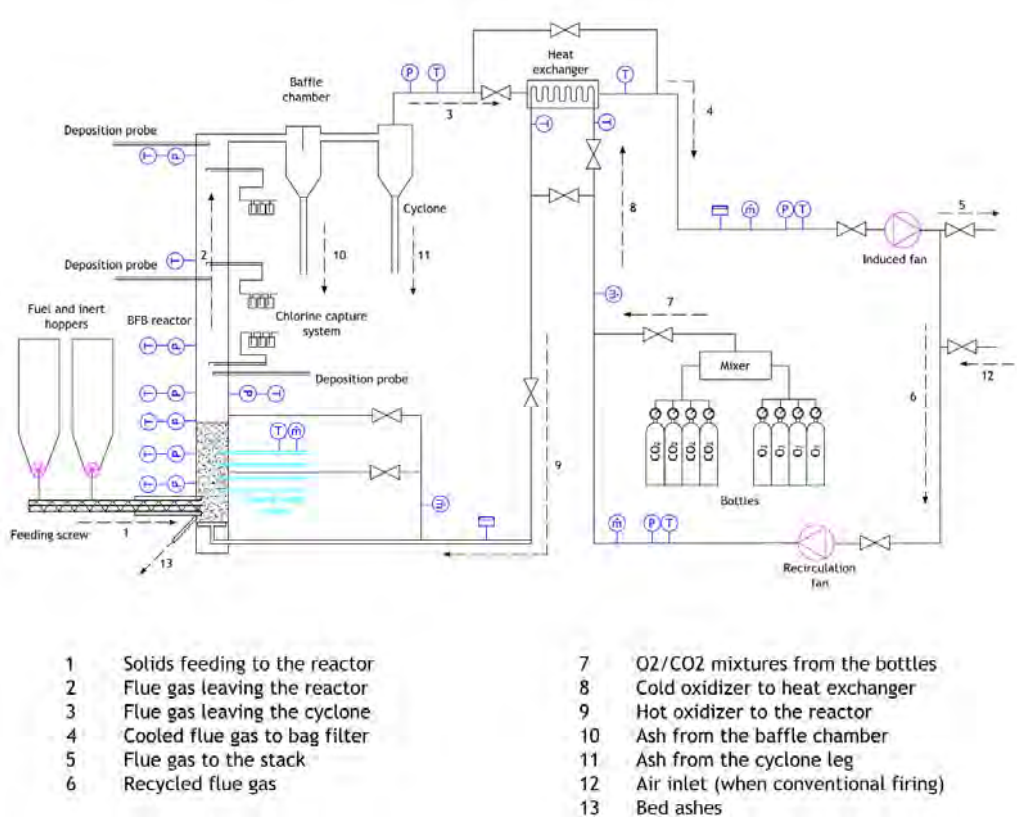 Heat
exchanger
P T
T
Baffle
chamber
3
4
Deposition probe
T P
T
T
Cyclone
2
10
11
8
5
ṁ
P T
Induced fan
Deposition probe
T
Fuel and inert
hoppers
BFB reactor
Chlorine capture
system
ṁ
7
T P
Mixer
12
Deposition probe
6
T P
P T
T P
CO2 CO2 CO2 CO2
O2 O2 O2 O2
T ṁ
T P
9
T P
Bottles
ṁ
Feeding screw
1
ṁ P T
13
Recirculation
fan
1 Solids feeding to the reactor
2 Flue gas leaving the reactor
3 Flue gas leaving the cyclone
4 Cooled flue gas to bag filter
5 Flue gas to the stack
6 Recycled flue gas
7 O2/CO2 mixtures from the bottles
8 Cold oxidizer to heat exchanger
9 Hot oxidizer to the reactor
10 Ash from the baffle chamber
11 Ash from the cyclone leg
12 Air inlet (when conventional firing)
13 Bed ashes